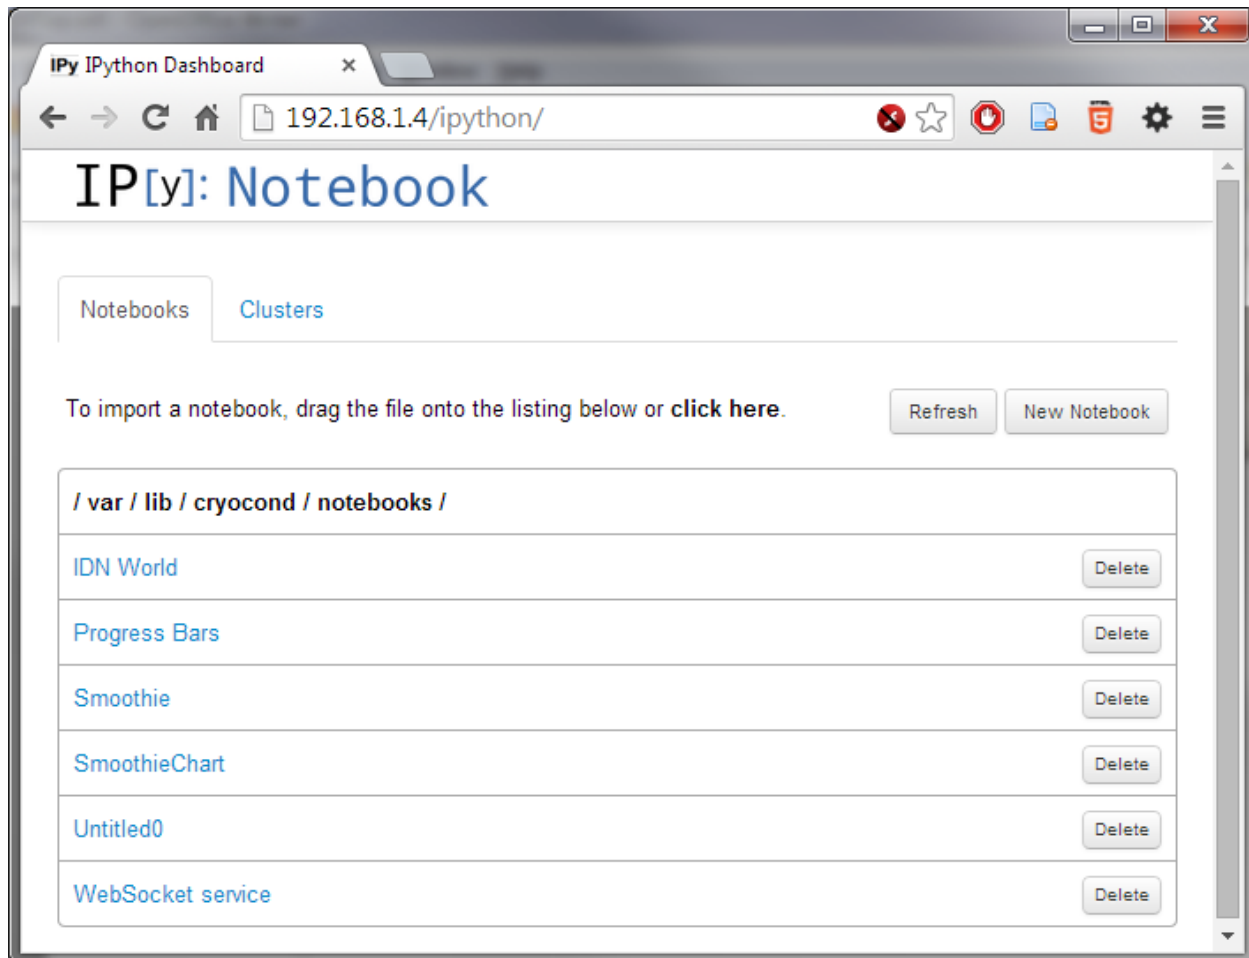 IPy IPython Dashboard
192.168.1.4/ipython/
IP[y]: Notebook
Notebooks Clusters
To import a notebook, drag the file onto the listing below or click here. Refresh New Notebook
/ var / lib / cryocond / notebooks /
IDN World Delete
Progress Bars Delete
Smoothie Delete
SmoothieChart Delete
Untitled0 Delete
WebSocket service Delete